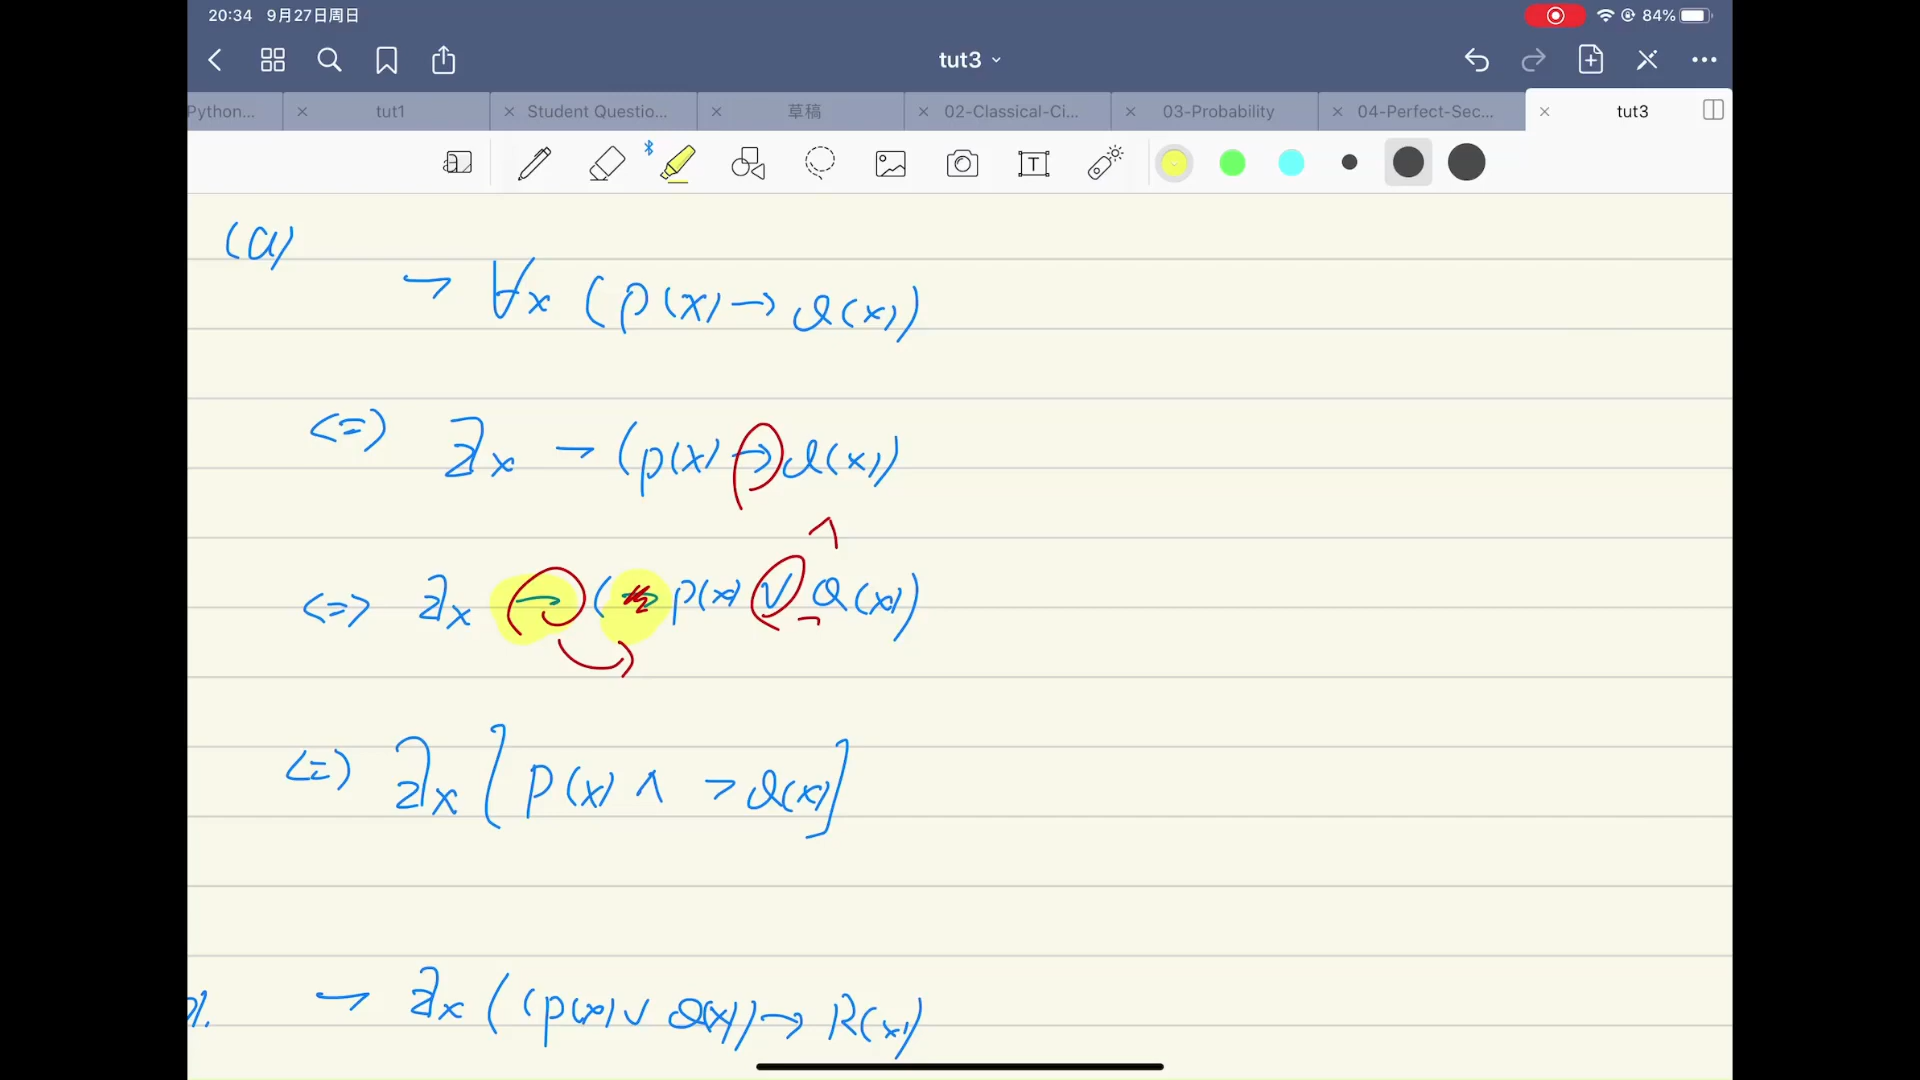 20:34 9月27日周日 84%
tut3
Python... tut1 Student Questio... 草稿 02-Classical-Ci... 03-Probability 04-Perfect-Sec... tut3
(a)
¬ ∀x (P(x) → Q(x))
<=> ∃x ¬ (P(x) → Q(x))
∧
<=> ∃x ¬ ( P(x) ∨ Q(x))
¬
<=> ∃x [P(x) ∧ ¬Q(x)]
¬ ∃x ((P(x) ∨ Q(x)) → R(x)